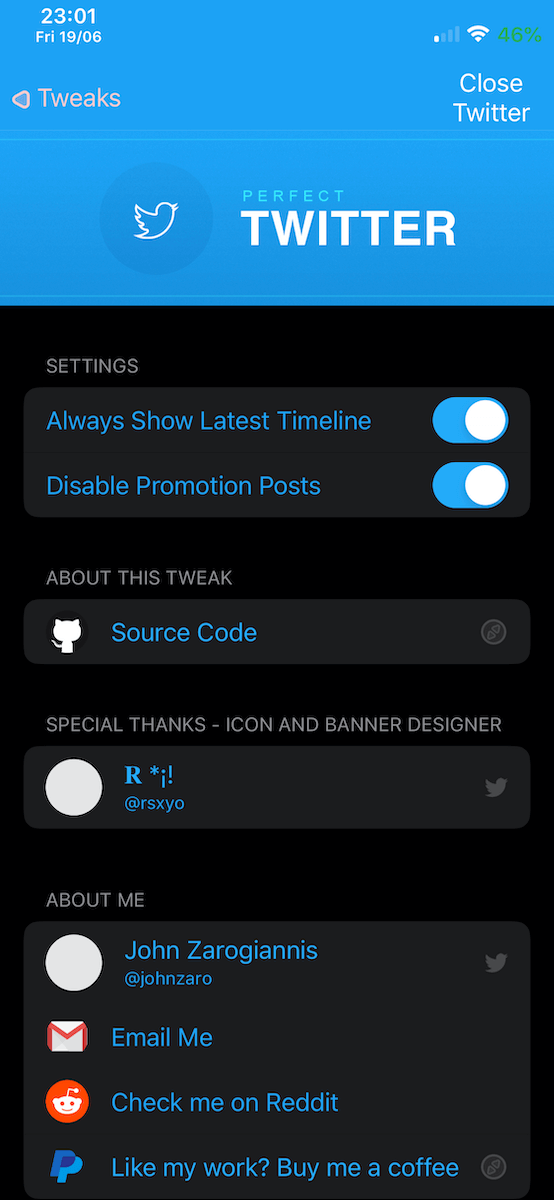 23:01
Fri 19/06
46%
Tweaks
Close
Twitter
PERFECT
TWITTER
SETTINGS
Always Show Latest Timeline
Disable Promotion Posts
ABOUT THIS TWEAK
Source Code
SPECIAL THANKS - ICON AND BANNER DESIGNER
R *¡!
@rsxyo
ABOUT ME
John Zarogiannis
@johnzaro
Email Me
Check me on Reddit
Like my work? Buy me a coffee